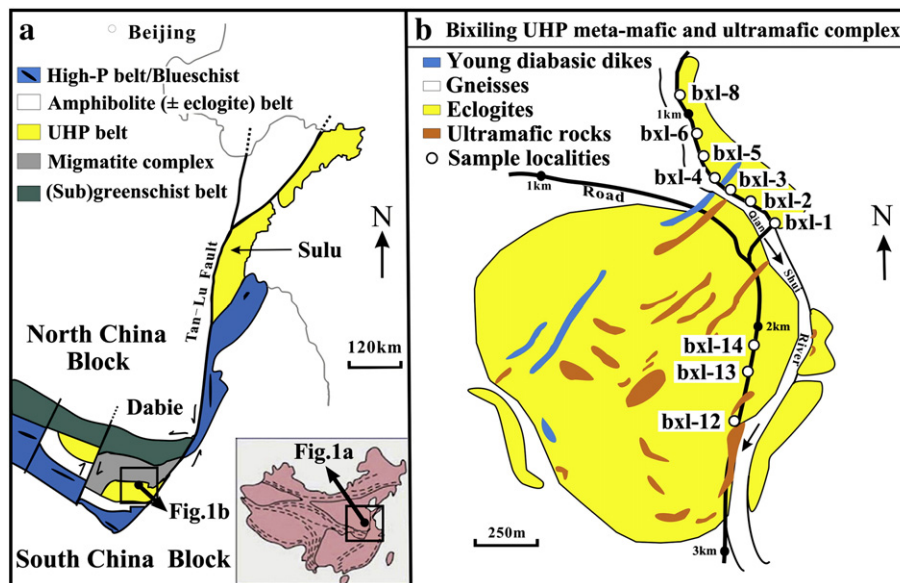 a
Beijing
High-P belt/Blueschist
Amphibolite (± eclogite) belt
UHP belt
Migmatite complex
(Sub)greenschist belt
N
Sulu
Tan-Lu Fault
120km
North China
Block
Dabie
Fig.1a
Fig.1b
South China Block
b
Bixiling UHP meta-mafic and ultramafic complex
Young diabasic dikes
Gneisses
Eclogites
Ultramafic rocks
Sample localities
bxl-8
1km
bxl-6
bxl-5
bxl-4
bxl-3
bxl-2
bxl-1
1km
Road
Qian
Shui
River
N
2km
bxl-14
bxl-13
bxl-12
250m
3km